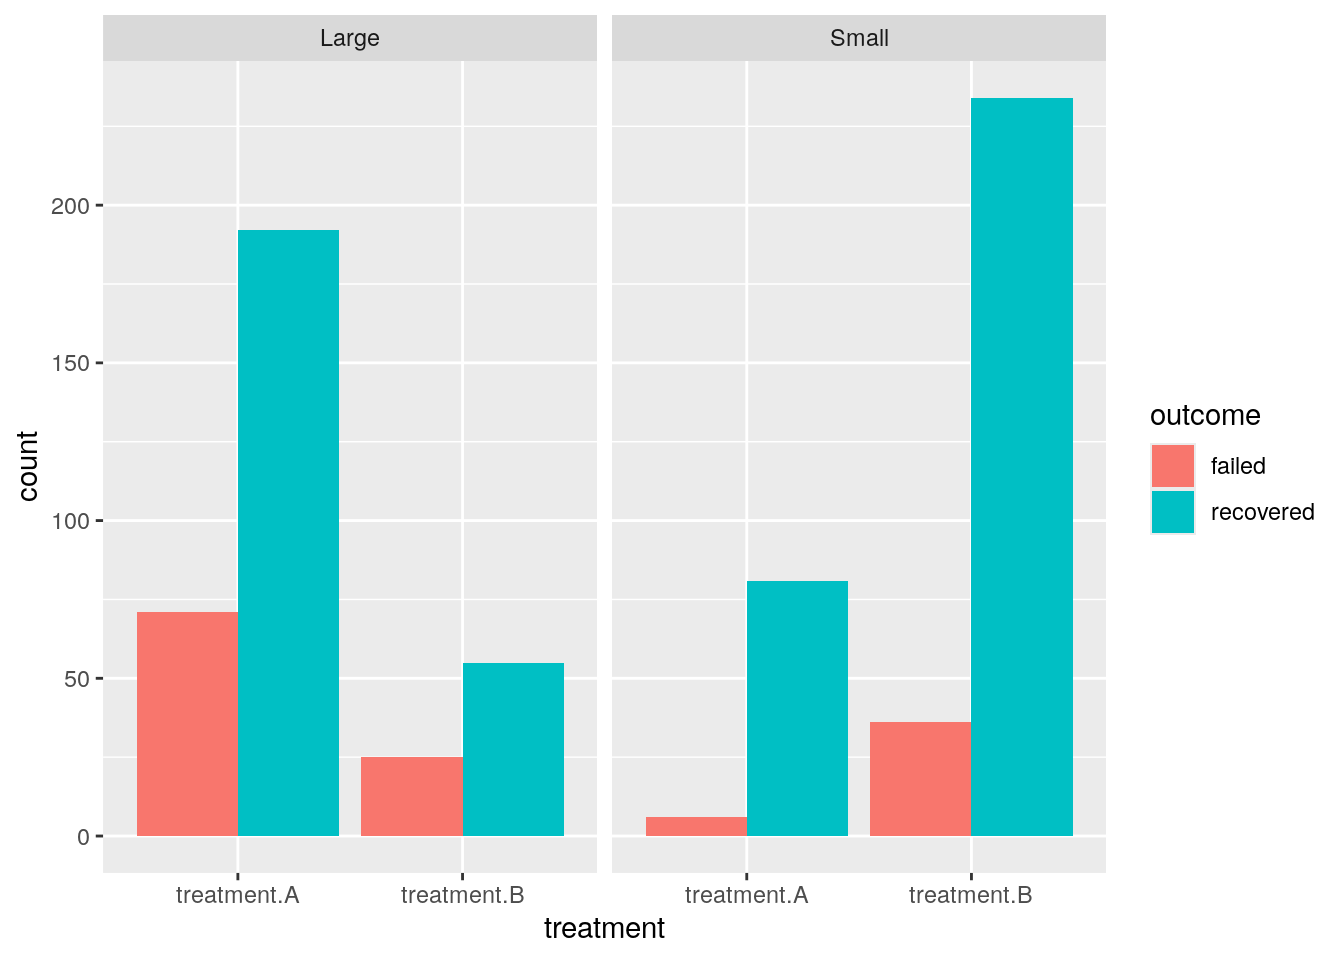 Large
Small
count
200
150
100
50
0
treatment.A
treatment.B
treatment.A
treatment.B
treatment
outcome
failed
recovered